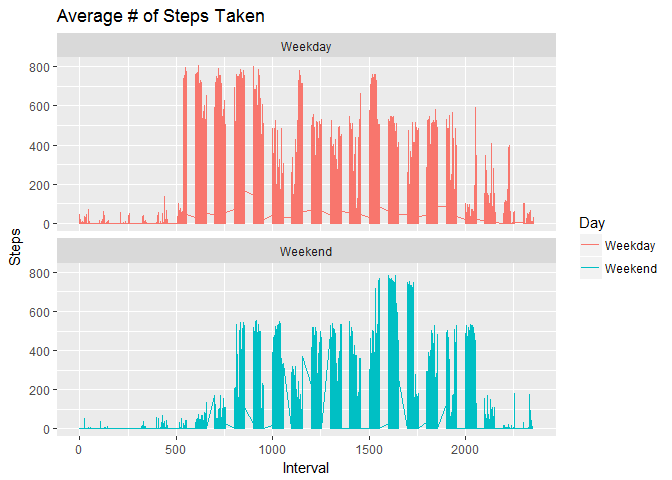 Average # of Steps Taken
Weekday
800
600
400
200
0
Weekend
800
600
400
200
0
0 500 1000 1500 2000
Interval
Steps
Day
Weekday
Weekend